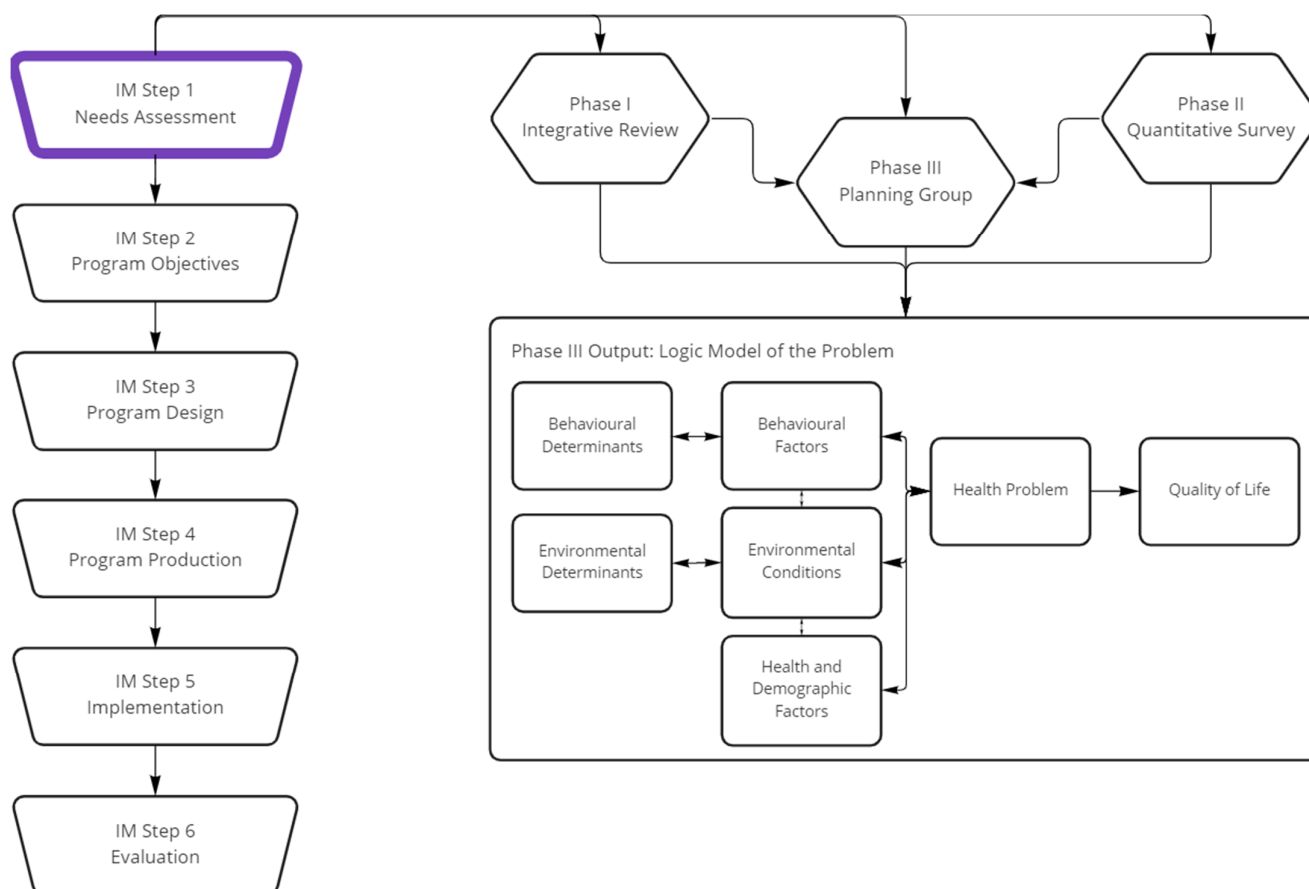 IM Step 1
Needs Assessment
IM Step 2
Program Objectives
IM Step 3
Program Design
IM Step 4
Program Production
IM Step 5
Implementation
IM Step 6
Evaluation
Phase I
Integrative Review
Phase III
Planning Group
Phase II
Quantitative Survey
Phase III Output: Logic Model of the Problem
Behavioural
Determinants
Behavioural
Factors
Environmental
Determinants
Environmental
Conditions
Health and
Demographic
Factors
Health Problem
Quality of Life